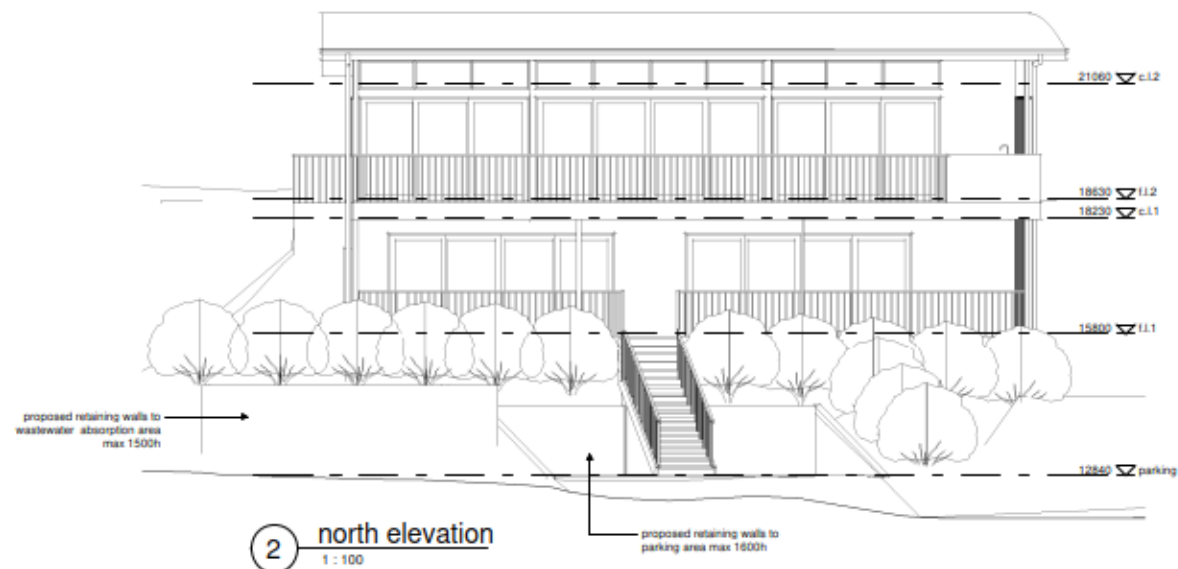 21060 c.l.2
18630 f.l.2
18230 c.l.1
15800 f.l.1
proposed retaining walls to
wastewater absorption area
max 1500h
12840 parking
2 north elevation
1 : 100
proposed retaining walls to
parking area max 1600h